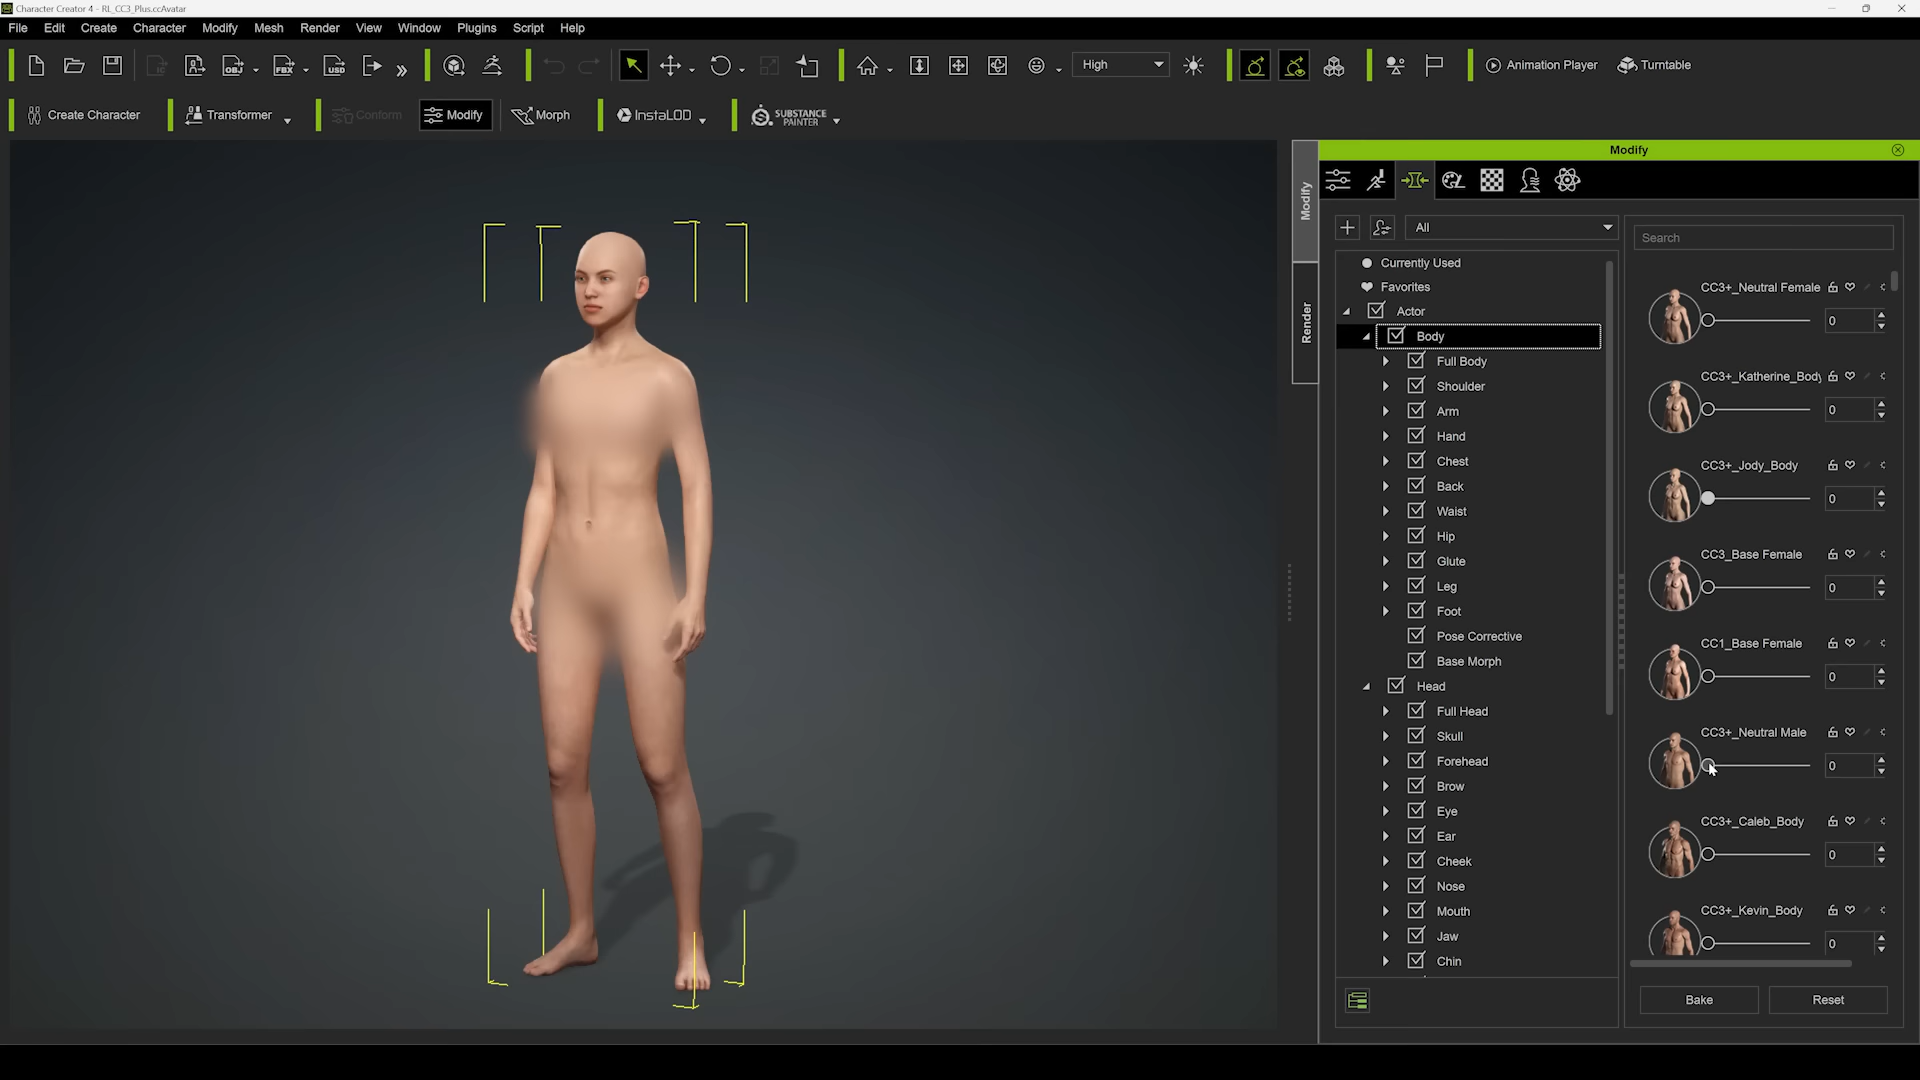 Character Creator 4 - RL_CC3_Plus.ccAvatar
File Edit Create Character Modify Mesh Render View Window Plugins Script Help
OBJ FBX USD High Animation Player Turntable
Create Character Transformer Conform Modify Morph InstaLOD SUBSTANCE PAINTER
Modify
Modify
Render
All
Search
Currently Used
Favorites
Actor
Body
Full Body
Shoulder
Arm
Hand
Chest
Back
Waist
Hip
Glute
Leg
Foot
Pose Corrective
Base Morph
Head
Full Head
Skull
Forehead
Brow
Eye
Ear
Cheek
Nose
Mouth
Jaw
Chin
CC3+_Neutral Female
0
CC3+_Katherine_Body
0
CC3+_Jody_Body
0
CC3_Base Female
0
CC1_Base Female
0
CC3+_Neutral Male
0
CC3+_Caleb_Body
0
CC3+_Kevin_Body
0
Bake Reset